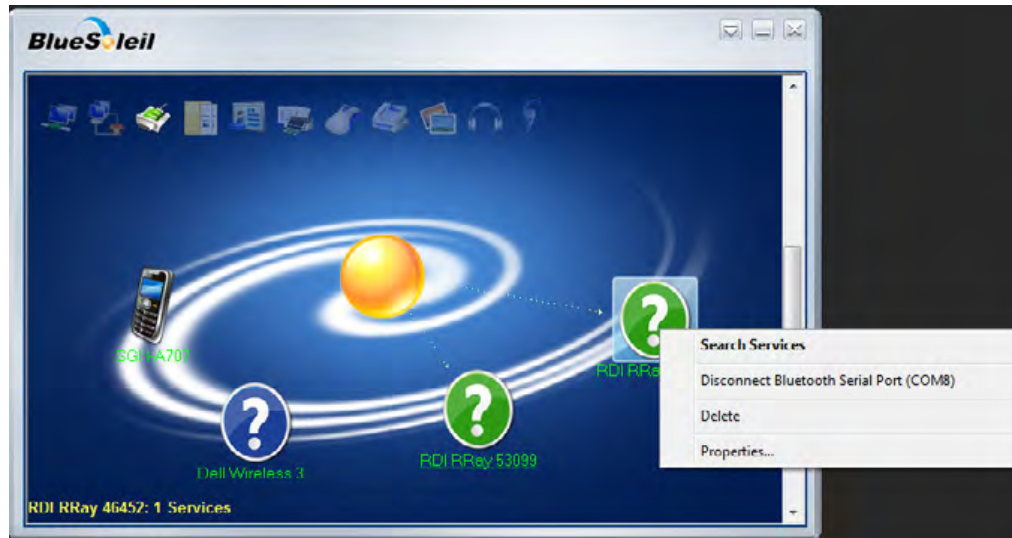 BlueSoleil
SGH-A707
RDI RRa
Search Services
Disconnect Bluetooth Serial Port (COM8)
Delete
Properties...
RDI RRay 53099
Dell Wireless 3
RDI RRay 46452: 1 Services